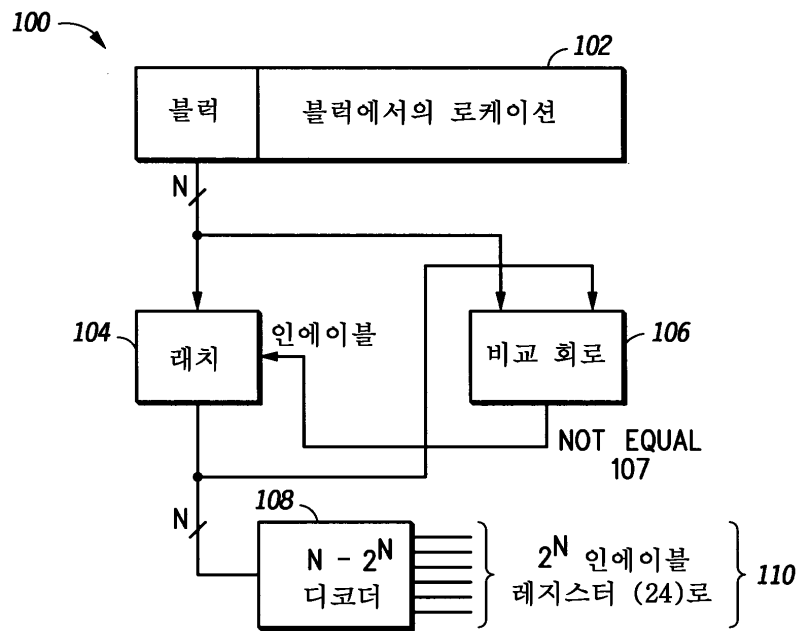 100
102
블럭 블럭에서의 로케이션
N
104 래치 인에이블 비교 회로 106
NOT EQUAL
107
N
108
N - 2^N
디코더
2^N 인에이블
레지스터 (24)로
110